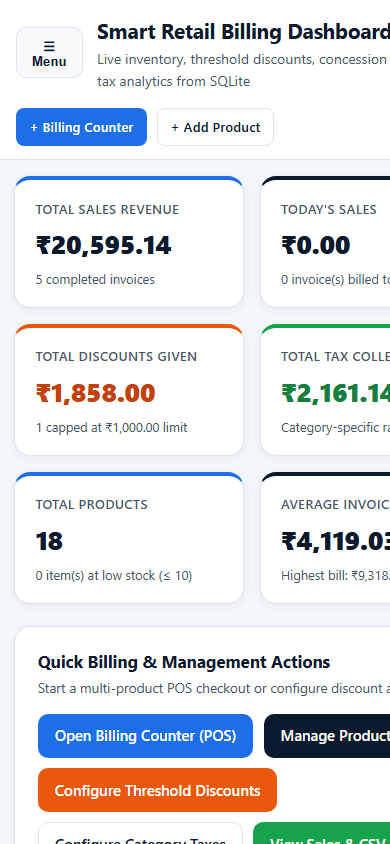 ☰
Menu
Smart Retail Billing Dashboard
Live inventory, threshold discounts, concession
tax analytics from SQLite
+ Billing Counter
+ Add Product
TOTAL SALES REVENUE
₹20,595.14
5 completed invoices
TODAY'S SALES
₹0.00
0 invoice(s) billed
TOTAL DISCOUNTS GIVEN
₹1,858.00
1 capped at ₹1,000.00 limit
TOTAL TAX
₹2,161.14
Category-specific
TOTAL PRODUCTS
18
0 item(s) at low stock (≤ 10)
AVERAGE
₹4,119.03
Highest bill: ₹9,318.
Quick Billing & Management Actions
Start a multi-product POS checkout or configure discount
Open Billing Counter (POS)
Manage Product
Configure Threshold Discounts
Configure Category Taxes
View Sales & CSV